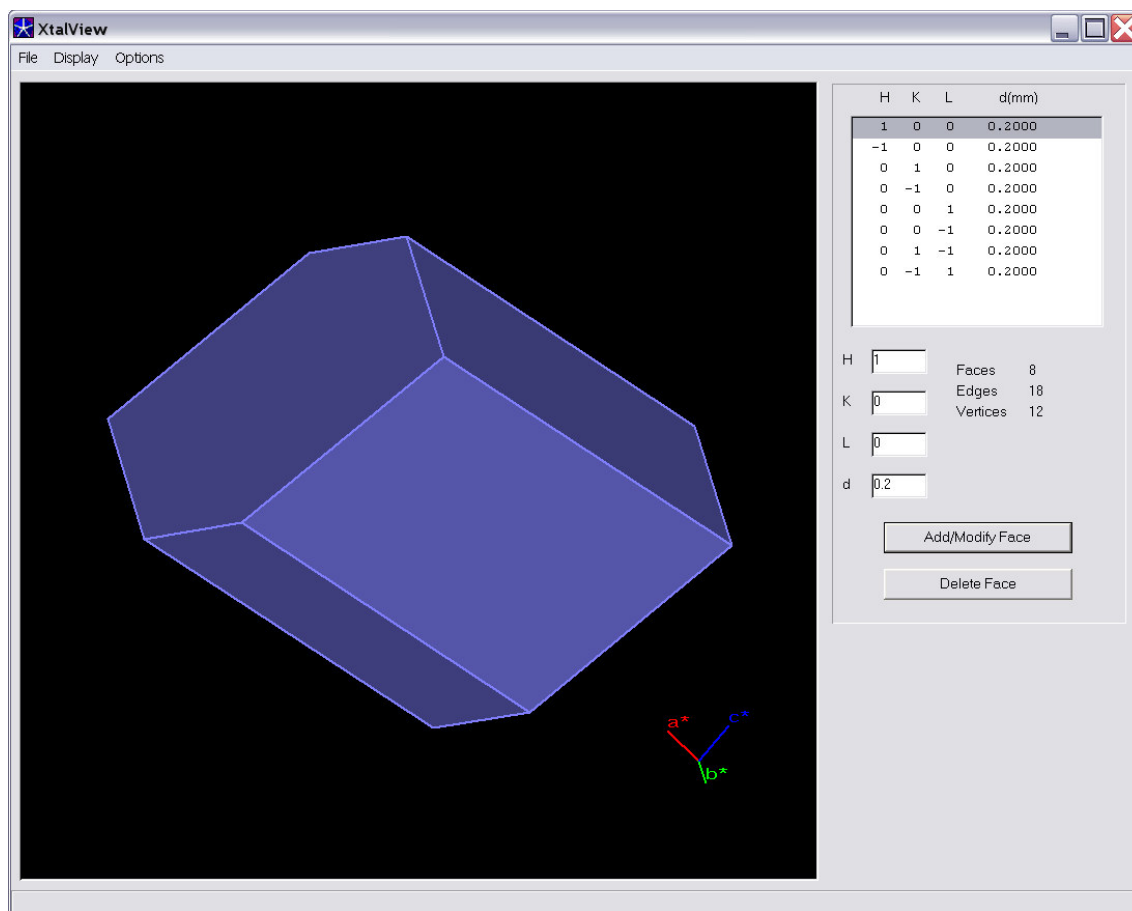 XtalView
File Display Options
H K L d(mm)
1 0 0 0.2000
-1 0 0 0.2000
0 1 0 0.2000
0 -1 0 0.2000
0 0 1 0.2000
0 0 -1 0.2000
0 1 -1 0.2000
0 -1 1 0.2000
H 1
Faces 8
Edges 18
K 0
Vertices 12
L 0
d 0.2
Add/Modify Face
Delete Face
a* c*
b*